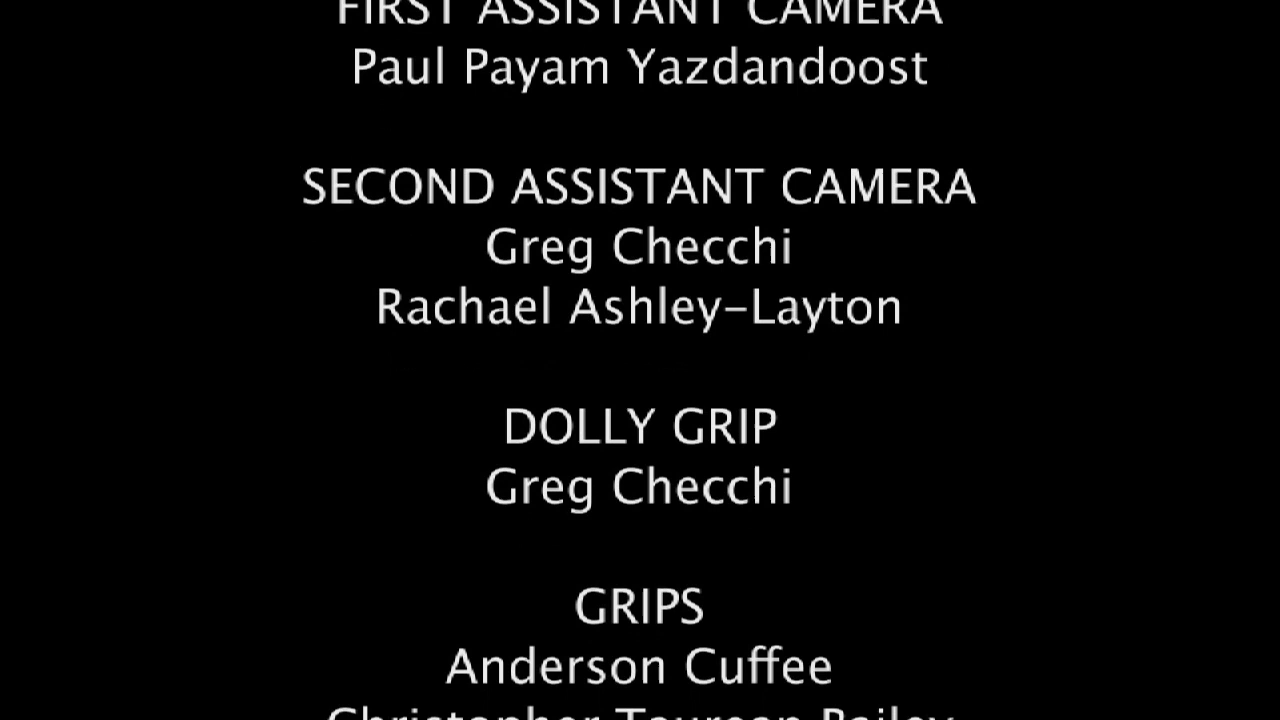 FIRST ASSISTANT CAMERA
Paul Payam Yazdandoost
SECOND ASSISTANT CAMERA
Greg Checchi
Rachael Ashley-Layton
DOLLY GRIP
Greg Checchi
GRIPS
Anderson Cuffee
Christopher